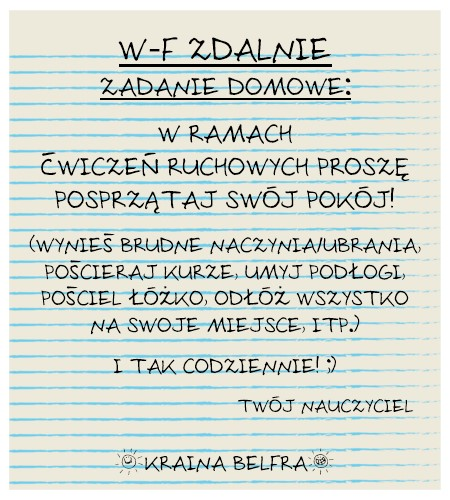 W-F ZDALNIE
ZADANIE DOMOWE:
W RAMACH
ĆWICZEŃ RUCHOWYCH PROSZĘ
POSPRZĄTAJ SWÓJ POKÓJ!
(WYNIEŚ BRUDNE NACZYNIA/UBRANIA,
POŚCIERAJ KURZE, UMYJ PODŁOGI,
POŚCIEL ŁÓŻKO, ODŁÓŻ WSZYSTKO
NA SWOJE MIEJSCE, ITP.)
I TAK CODZIENNIE! ;)
TWÓJ NAUCZYCIEL
KRAINA BELFRA